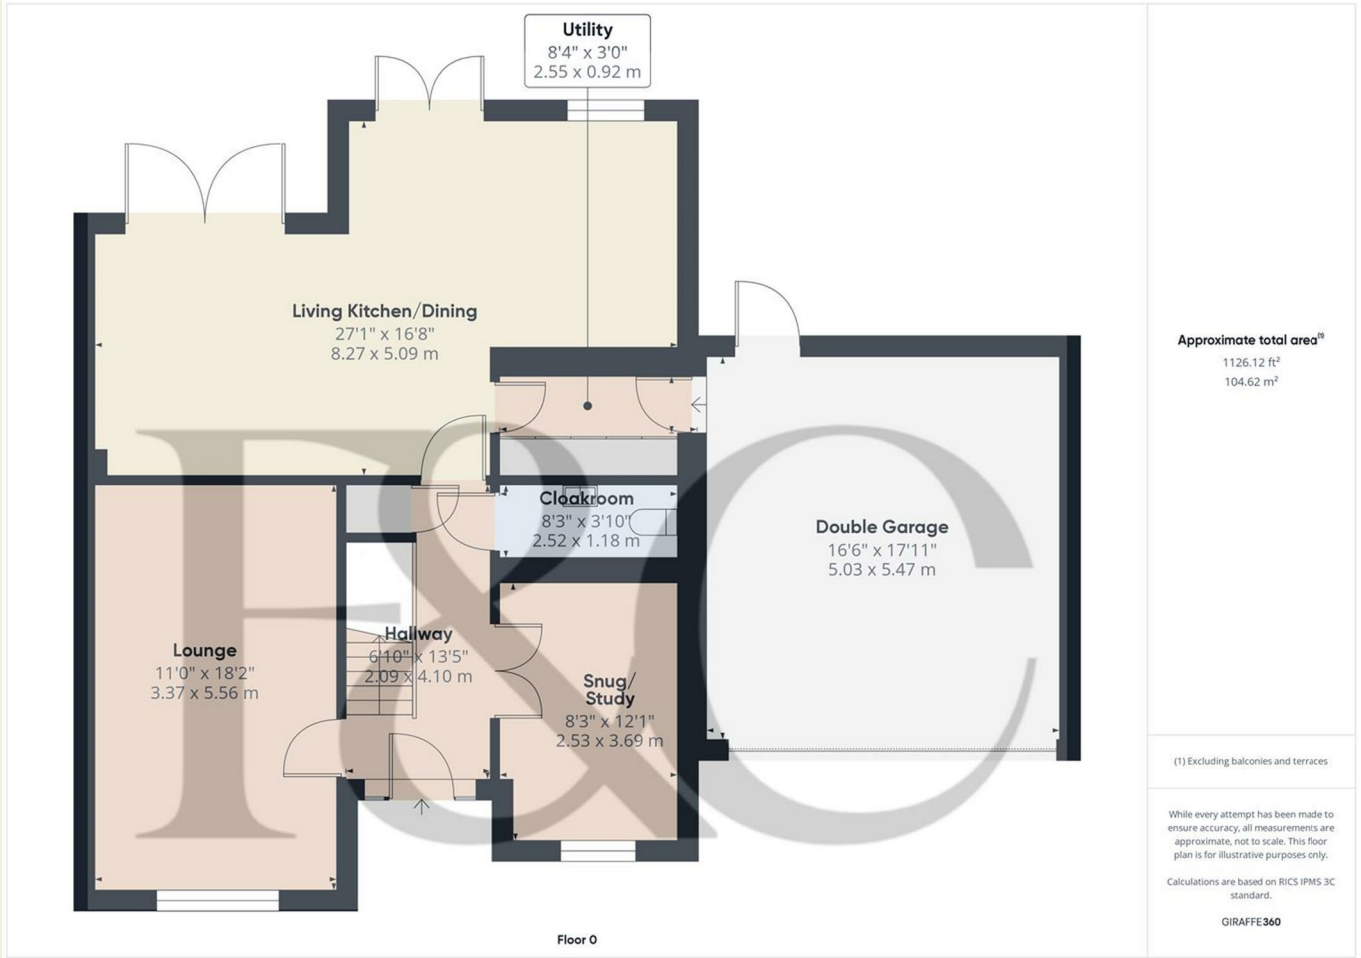 Utility
8'4" x 3'0"
2.55 x 0.92 m
Living Kitchen/Dining
27'1" x 16'8"
8.27 x 5.09 m
Cloakroom
8'3" x 3'10"
2.52 x 1.18 m
Double Garage
16'6" x 17'11"
5.03 x 5.47 m
Hallway
6'10" x 13'5"
2.09 x 4.10 m
Lounge
11'0" x 18'2"
3.37 x 5.56 m
Snug/
Study
8'3" x 12'1"
2.53 x 3.69 m
F&C
Floor 0
Approximate total area(1)
1126.12 ft²
104.62 m²
(1) Excluding balconies and terraces
While every attempt has been made to
ensure accuracy, all measurements are
approximate, not to scale. This floor
plan is for illustrative purposes only.
Calculations are based on RICS IPMS 3C
standard.
GIRAFFE360